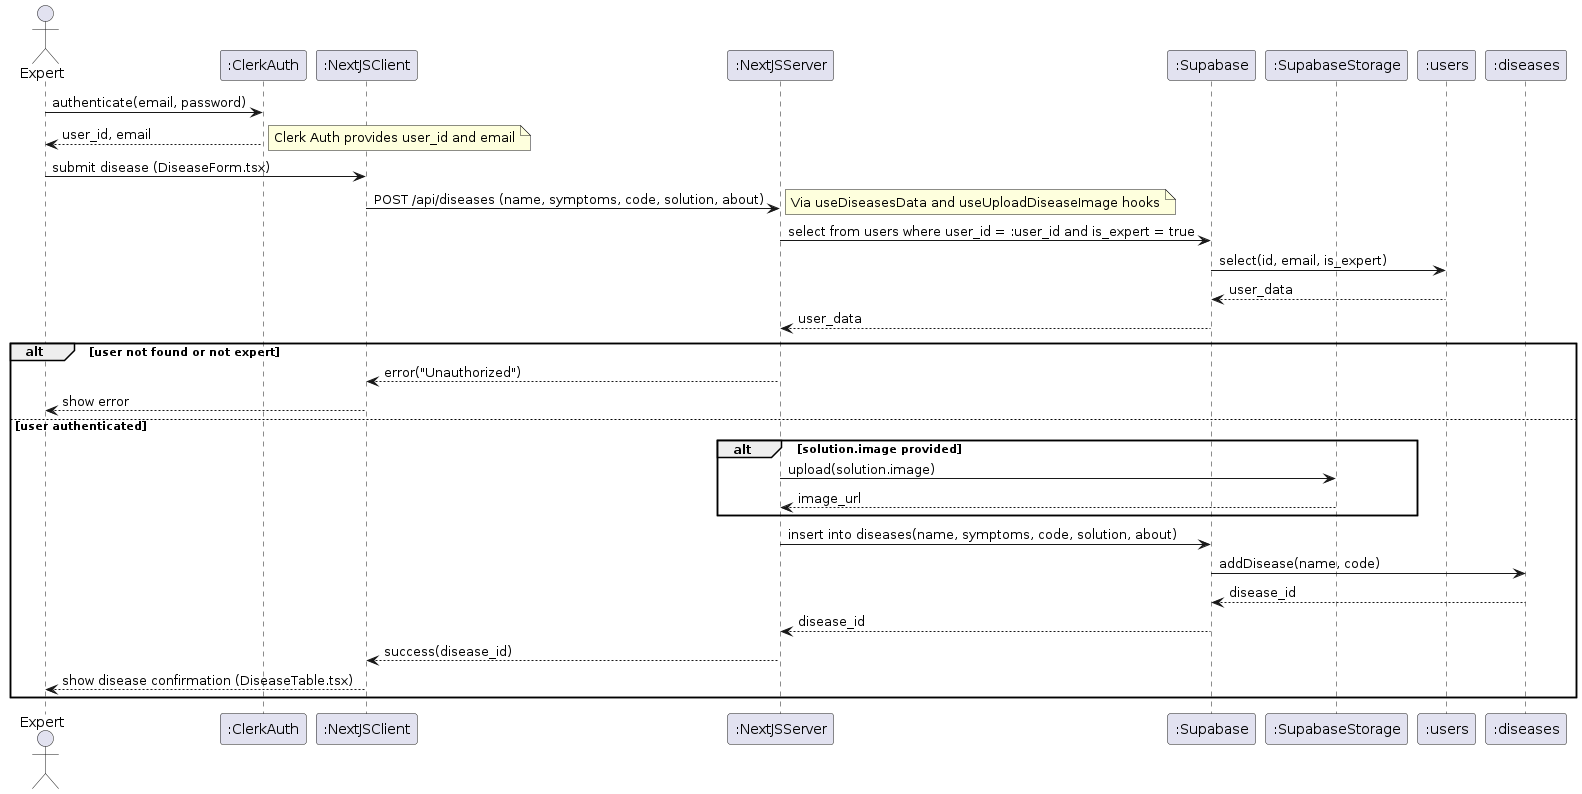 Expert
:ClerkAuth
:NextJSClient
:NextJSServer
:Supabase
:SupabaseStorage
:users
:diseases
authenticate(email, password)
user_id, email
Clerk Auth provides user_id and email
submit disease (DiseaseForm.tsx)
POST /api/diseases (name, symptoms, code, solution, about)
Via useDiseasesData and useUploadDiseaseImage hooks
select from users where user_id = :user_id and is_expert = true
select(id, email, is_expert)
user_data
user_data
alt
[user not found or not expert]
error("Unauthorized")
show error
[user authenticated]
alt
[solution.image provided]
upload(solution.image)
image_url
insert into diseases(name, symptoms, code, solution, about)
addDisease(name, code)
disease_id
disease_id
success(disease_id)
show disease confirmation (DiseaseTable.tsx)
Expert
:ClerkAuth
:NextJSClient
:NextJSServer
:Supabase
:SupabaseStorage
:users
:diseases